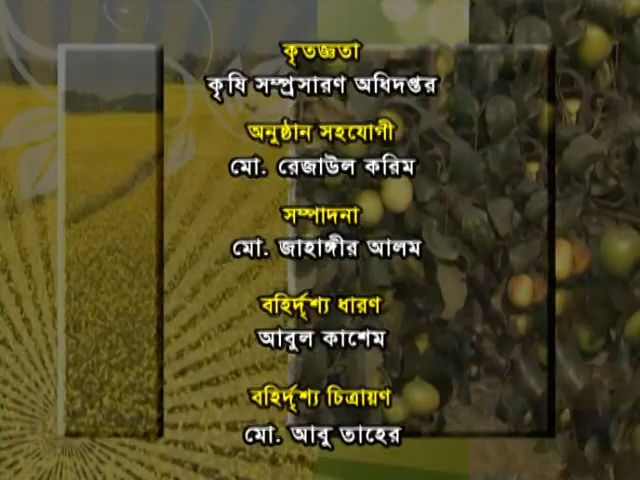 কৃতজ্ঞতা
কৃষি সম্প্রসারণ অধিদপ্তর
অনুষ্ঠান সহযোগী
মো. রেজাউল করিম
সম্পাদনা
মো. জাহাঙ্গীর আলম
বহির্দৃশ্য ধারণ
আবুল কাশেম
বহির্দৃশ্য চিত্রায়ণ
মো. আবু তাহের